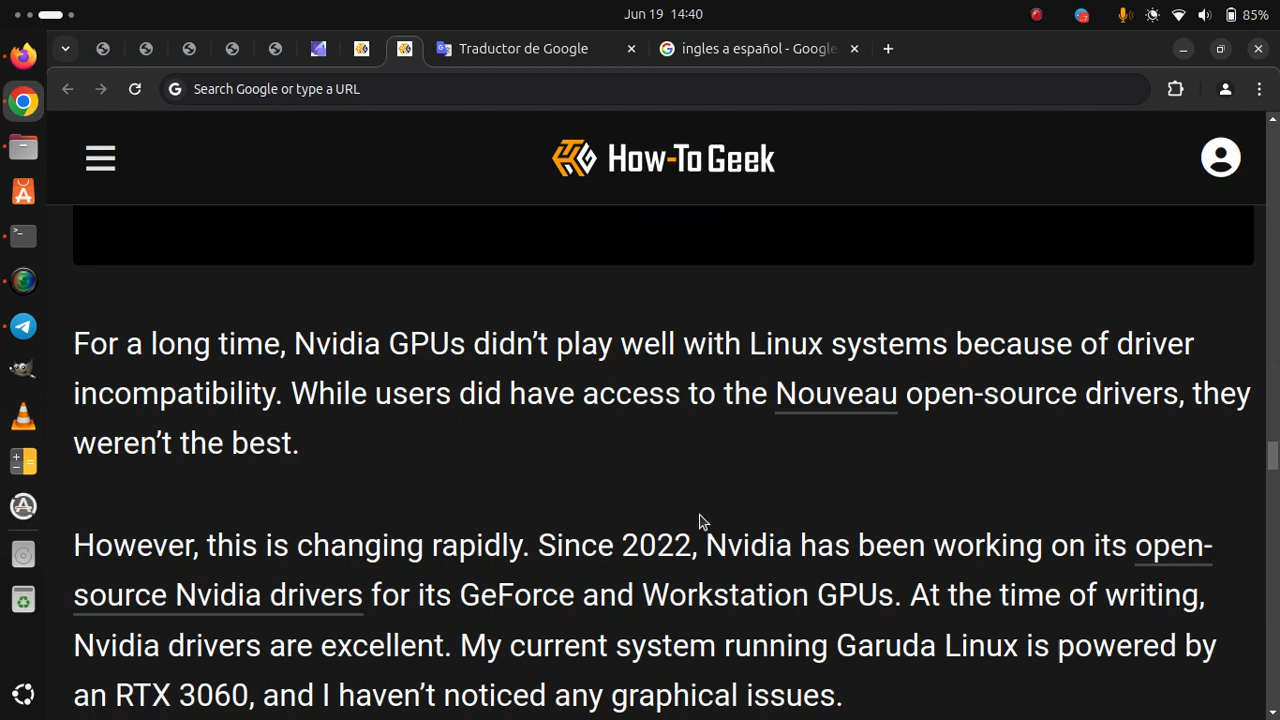 Jun 19 14:40
85%
Traductor de Google
ingles a español - Google
Search Google or type a URL
How-To Geek
For a long time, Nvidia GPUs didn’t play well with Linux systems because of driver
incompatibility. While users did have access to the Nouveau open-source drivers, they
weren’t the best.
However, this is changing rapidly. Since 2022, Nvidia has been working on its open-
source Nvidia drivers for its GeForce and Workstation GPUs. At the time of writing,
Nvidia drivers are excellent. My current system running Garuda Linux is powered by
an RTX 3060, and I haven’t noticed any graphical issues.